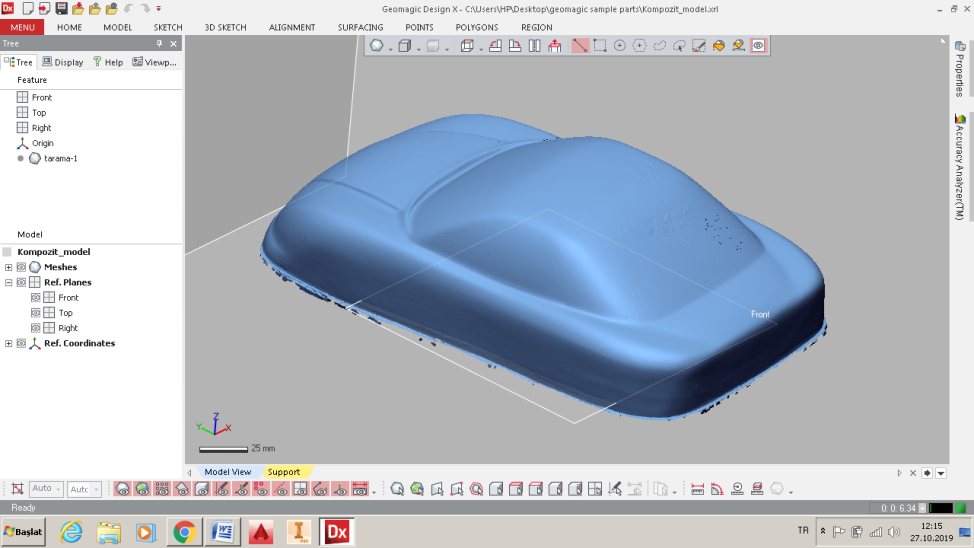 Dx
Geomagic Design X - C:\Users\HP\Desktop\geomagic sample parts\Kompozit_model.xrl
MENU HOME MODEL SKETCH 3D SKETCH ALIGNMENT SURFACING POINTS POLYGONS REGION
Tree
Tree Display Help Viewp...
Feature
Front
Top
Right
Origin
tarama-1
Model
Kompozit_model
Meshes
Ref. Planes
Front
Top
Right
Ref. Coordinates
Properties
Accuracy Analyzer(TM)
Front
Z
Y
X
25 mm
Model View Support
Auto Auto
Ready
0: 0: 6.34
Başlat
W
A
I
Dx
TR
12:15
27.10.2019